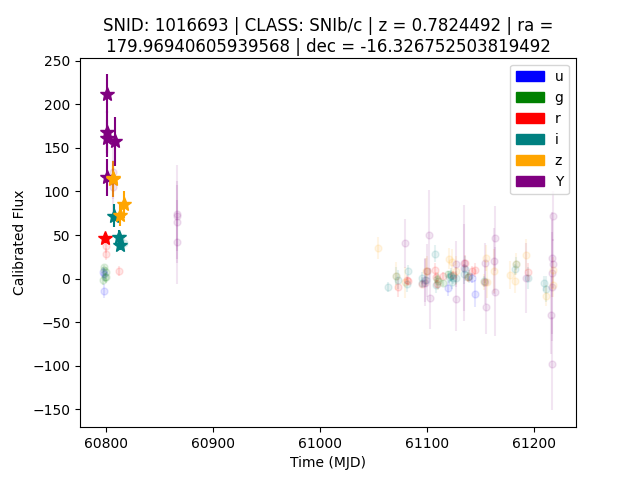 SNID: 1016693 | CLASS: SNIb/c | z = 0.7824492 | ra =
179.96940605939568 | dec = -16.326752503819492
250
200
150
100
50
0
−50
−100
−150
Calibrated Flux
u
g
r
i
z
Y
60800 60900 61000 61100 61200
Time (MJD)